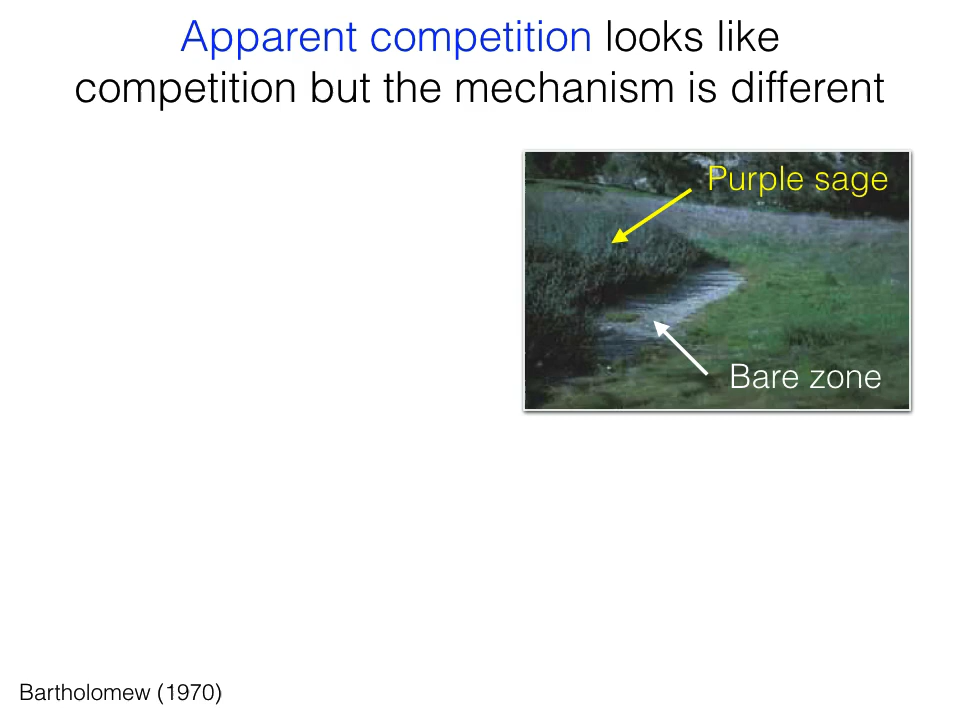 Apparent competition looks like
competition but the mechanism is different
Purple sage
Bare zone
Bartholomew (1970)